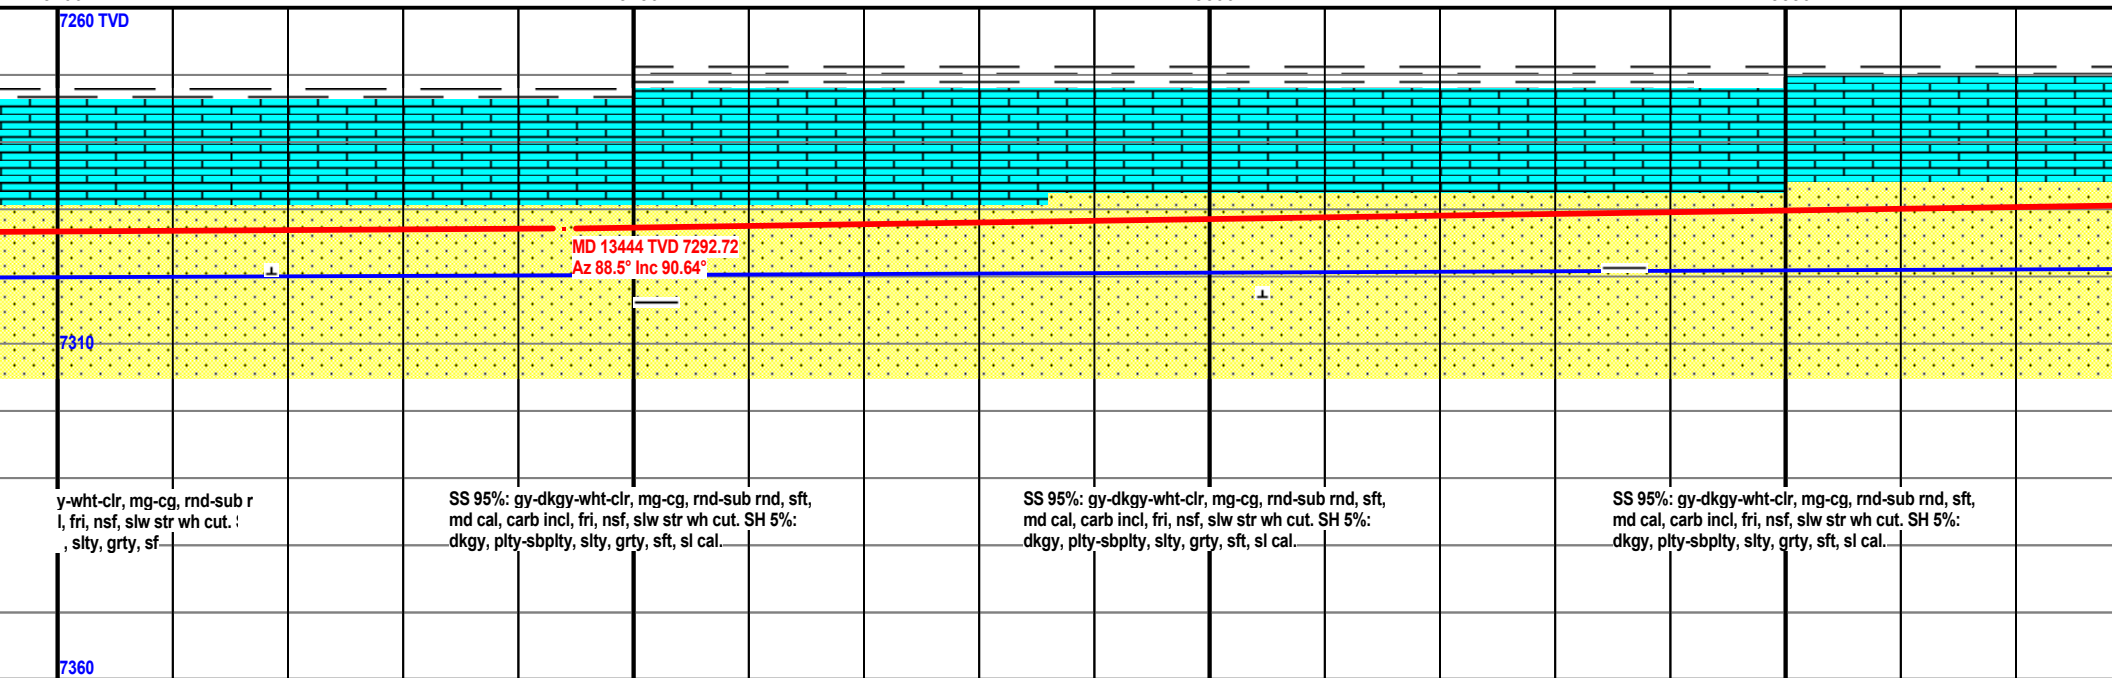 7260 TVD
MD 13444 TVD 7292.72
Az 88.5° Inc 90.64°
7310
y-wht-clr, mg-cg, rnd-sub r
l, fri, nsf, slw str wh cut.
, slty, grty, sf
SS 95%: gy-dkgy-wht-clr, mg-cg, rnd-sub rnd, sft,
md cal, carb incl, fri, nsf, slw str wh cut. SH 5%:
dkgy, plty-sbplty, slty, grty, sft, sl cal.
SS 95%: gy-dkgy-wht-clr, mg-cg, rnd-sub rnd, sft,
md cal, carb incl, fri, nsf, slw str wh cut. SH 5%:
dkgy, plty-sbplty, slty, grty, sft, sl cal.
SS 95%: gy-dkgy-wht-clr, mg-cg, rnd-sub rnd, sft,
md cal, carb incl, fri, nsf, slw str wh cut. SH 5%:
dkgy, plty-sbplty, slty, grty, sft, sl cal.
7360